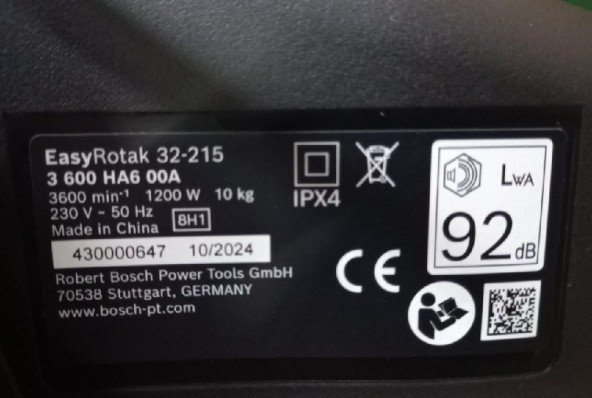 EasyRotak 32-215
3 600 HA6 00A
3600 min⁻¹ 1200 W 10 kg
230 V ~ 50 Hz
8H1
Made in China
430000647 10/2024
Robert Bosch Power Tools GmbH
70538 Stuttgart, GERMANY
www.bosch-pt.com
IPX4
CE
LWA
92 dB